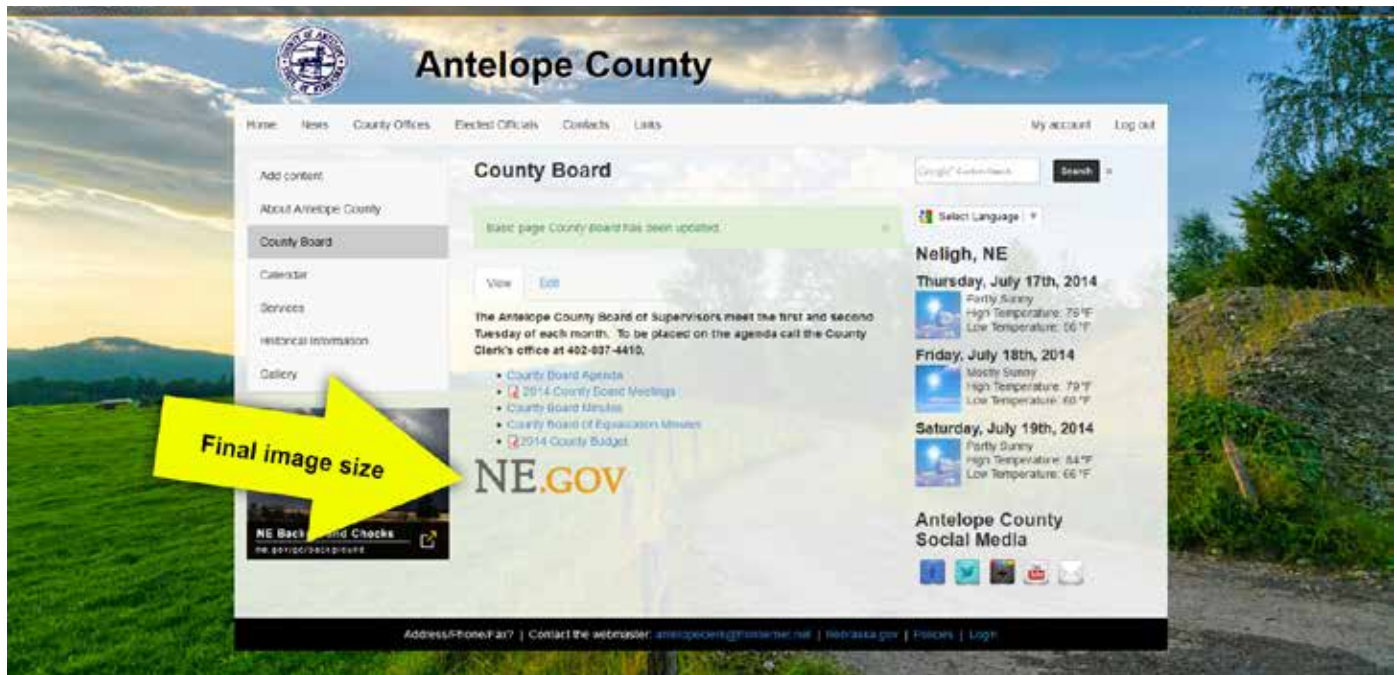 Antelope County
Home News County Offices Elected Officials Contacts Links My account Log out
Add content
About Antelope County
County Board
Calendar
Services
Historical Information
Gallery
Final image size
NE Checks
County Board
Basic page County Board has been updated.
View Edit
The Antelope County Board of Supervisors meet the first and second
Tuesday of each month. To be placed on the agenda call the County
Clerk's office at 402-887-4410.
County Board Agenda
2014 County Board Meetings
County Board Minutes
County Board of Equalization Minutes
2014 County Budget
NE.GOV
Search
Select Language
Neligh, NE
Thursday, July 17th, 2014
Partly Sunny
High Temperature: 76 °F
Low Temperature: 56 °F
Friday, July 18th, 2014
Mostly Sunny
High Temperature: 79 °F
Low Temperature: 60 °F
Saturday, July 19th, 2014
Partly Sunny
High Temperature: 84 °F
Low Temperature: 66 °F
Antelope County
Social Media
Address/Phone/Fax? | Contact the webmaster: | Nebraska.gov | Policies | Login